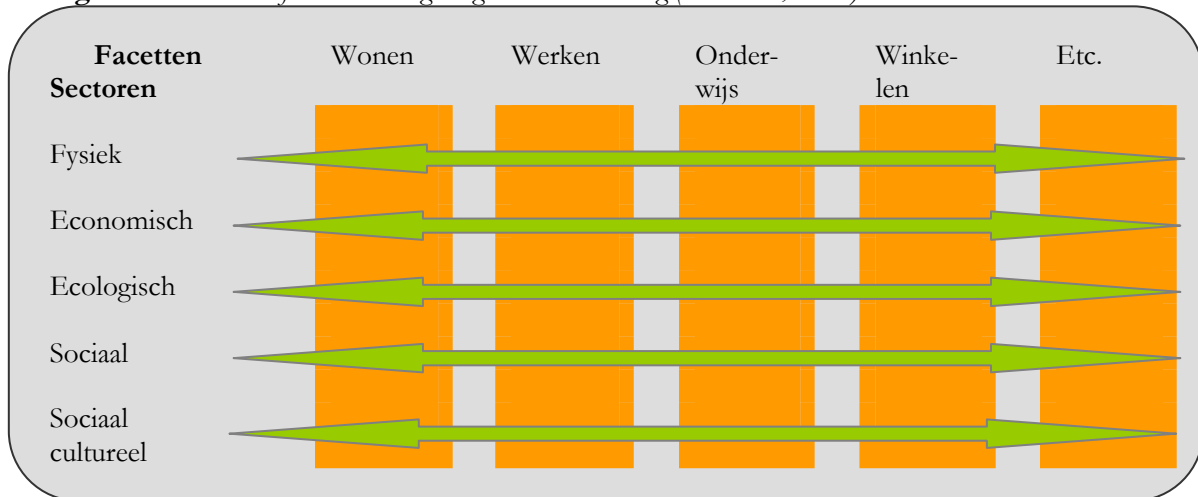 Facetten Wonen Werken Onder- Winke- Etc.
Sectoren wijs len
Fysiek
Economisch
Ecologisch
Sociaal
Sociaal
cultureel